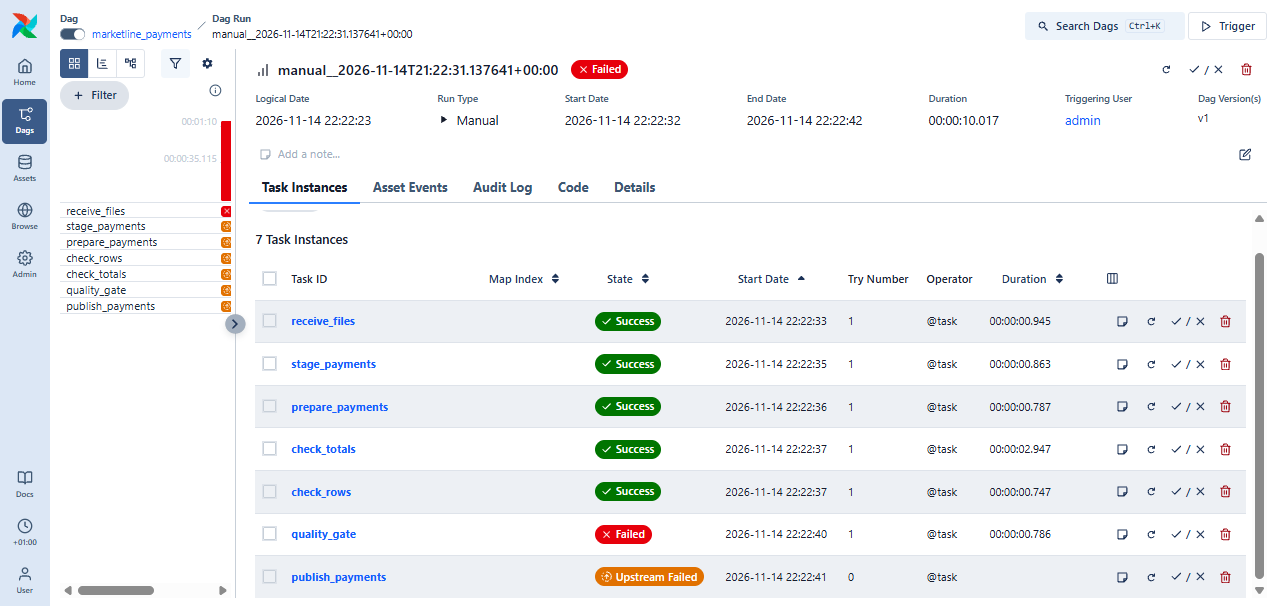 Dag
marketline_payments
/
Dag Run
manual__2026-11-14T21:22:31.137641+00:00
Search Dags Ctrl+K
Trigger
Home
Dags
Assets
Browse
Admin
Docs
+01:00
User
+ Filter
00:01:10
00:00:35.115
receive_files
stage_payments
prepare_payments
check_rows
check_totals
quality_gate
publish_payments
manual__2026-11-14T21:22:31.137641+00:00 Failed
Logical Date Run Type Start Date End Date Duration Triggering User Dag Version(s)
2026-11-14 22:22:23 Manual 2026-11-14 22:22:32 2026-11-14 22:22:42 00:00:10.017 admin v1
Add a note...
Task Instances Asset Events Audit Log Code Details
7 Task Instances
Task ID Map Index State Start Date Try Number Operator Duration
receive_files Success 2026-11-14 22:22:33 1 @task 00:00:00.945 /
stage_payments Success 2026-11-14 22:22:35 1 @task 00:00:00.863 /
prepare_payments Success 2026-11-14 22:22:36 1 @task 00:00:00.787 /
check_totals Success 2026-11-14 22:22:37 1 @task 00:00:02.947 /
check_rows Success 2026-11-14 22:22:37 1 @task 00:00:00.747 /
quality_gate Failed 2026-11-14 22:22:40 1 @task 00:00:00.786 /
publish_payments Upstream Failed 2026-11-14 22:22:41 0 @task /